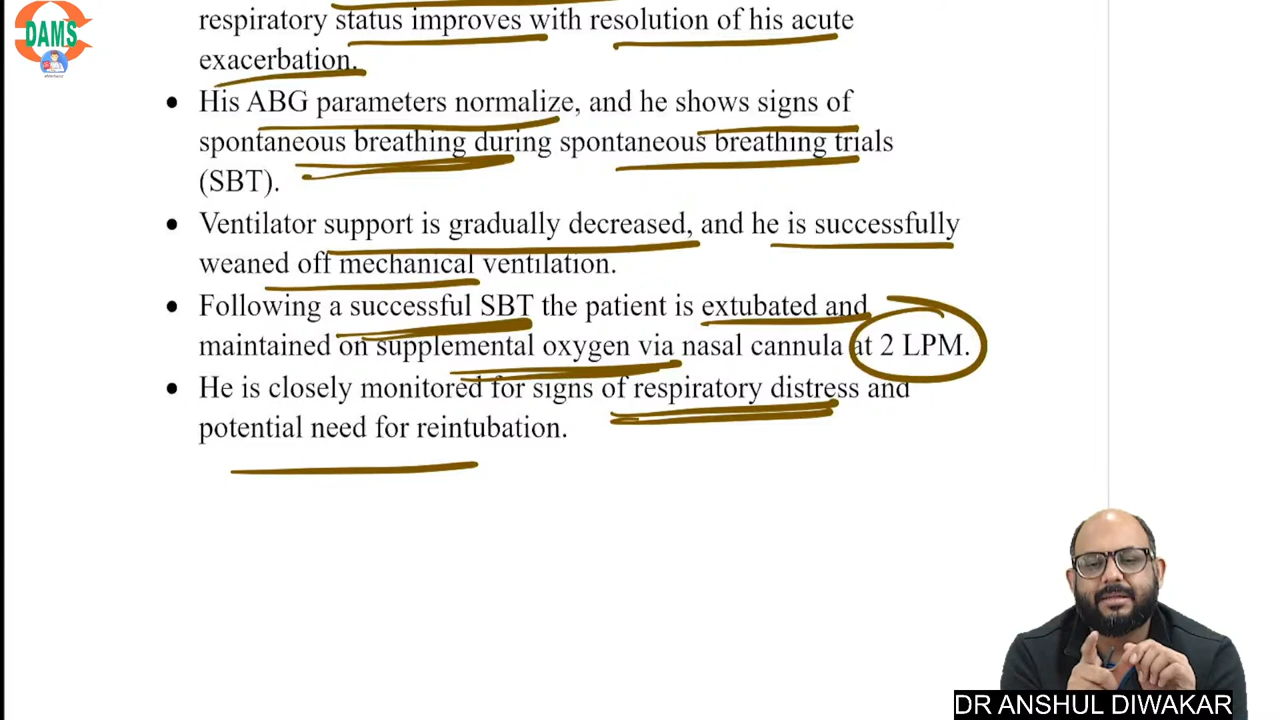 DAMS
respiratory status improves with resolution of his acute
exacerbation.
• His ABG parameters normalize, and he shows signs of
spontaneous breathing during spontaneous breathing trials
(SBT).
• Ventilator support is gradually decreased, and he is successfully
weaned off mechanical ventilation.
• Following a successful SBT the patient is extubated and
maintained on supplemental oxygen via nasal cannula at 2 LPM.
• He is closely monitored for signs of respiratory distress and
potential need for reintubation.
DR ANSHUL DIWAKAR